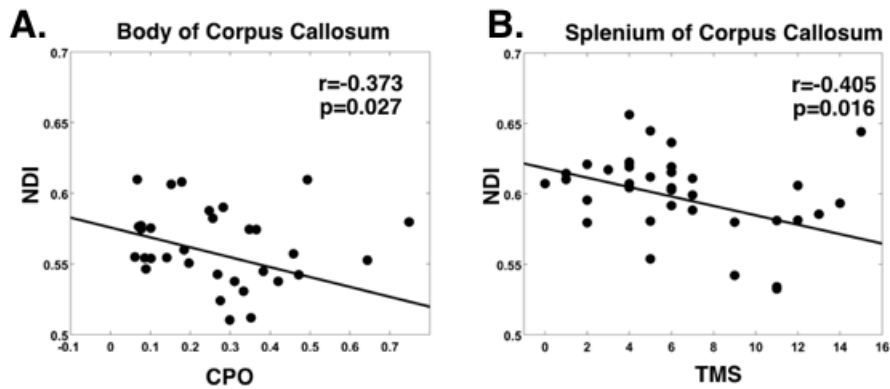 A.
Body of Corpus Callosum
r=-0.373
p=0.027
0.7
0.65
0.6
0.55
0.5
NDI
-0.1 0 0.1 0.2 0.3 0.4 0.5 0.6 0.7
CPO
B.
Splenium of Corpus Callosum
r=-0.405
p=0.016
0.7
0.65
0.6
0.55
0.5
NDI
0 2 4 6 8 10 12 14 16
TMS